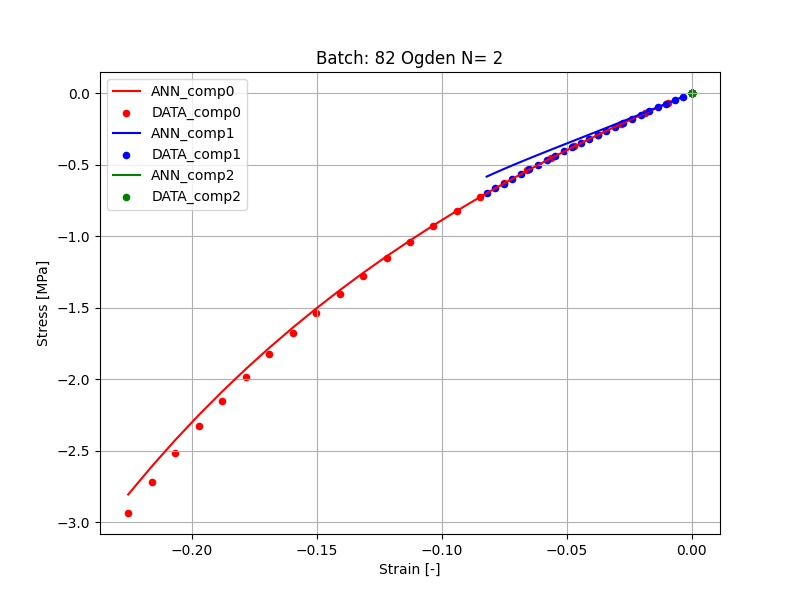 Batch: 82 Ogden N= 2
ANN_comp0
DATA_comp0
ANN_comp1
DATA_comp1
ANN_comp2
DATA_comp2
0.0
−0.5
−1.0
−1.5
−2.0
−2.5
−3.0
Stress [MPa]
−0.20
−0.15
−0.10
−0.05
0.00
Strain [-]